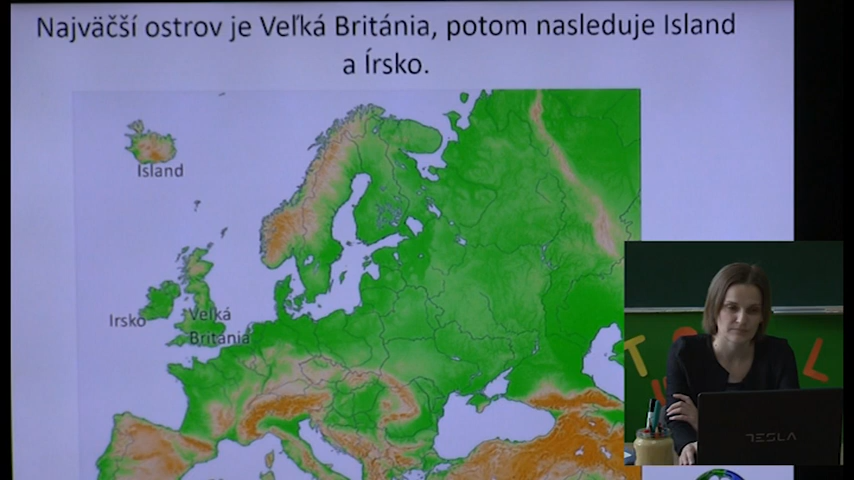 Najväčší ostrov je Veľká Británia, potom nasleduje Island
a Írsko.
Island
Írsko
Veľká
Británia
TESLA